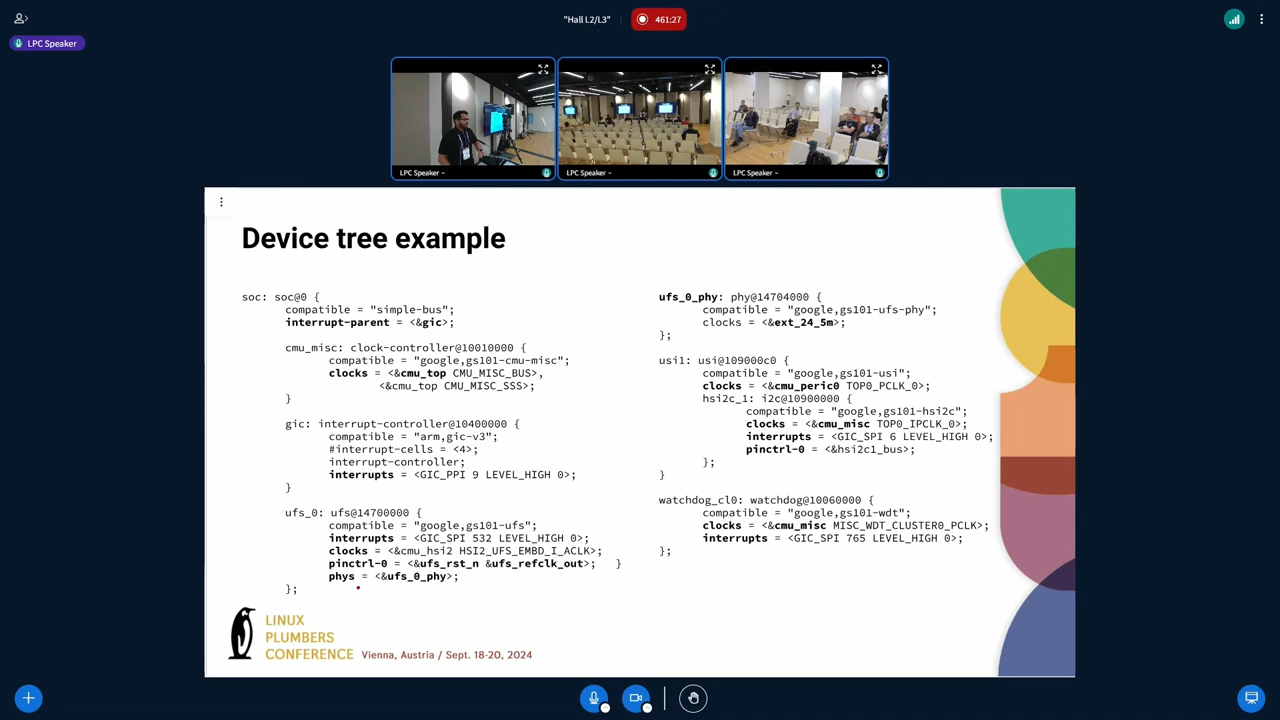 "Hall L2/L3"
461:27
LPC Speaker
LPC Speaker
LPC Speaker
LPC Speaker
Device tree example
soc: soc@0 {
compatible = "simple-bus";
interrupt-parent = <&gic>;
cmu_misc: clock-controller@10010000 {
compatible = "google,gs101-cmu-misc";
clocks = <&cmu_top CMU_MISC_BUS>,
<&cmu_top CMU_MISC_SSS>;
}
gic: interrupt-controller@10400000 {
compatible = "arm,gic-v3";
#interrupt-cells = <4>;
interrupt-controller;
interrupts = <GIC_PPI 9 LEVEL_HIGH 0>;
}
ufs_0: ufs@14700000 {
compatible = "google,gs101-ufs";
interrupts = <GIC_SPI 532 LEVEL_HIGH 0>;
clocks = <&cmu_hsi2 HSI2_UFS_EMBD_I_ACLK>;
pinctrl-0 = <&ufs_rst_n &ufs_refclk_out>; }
phys = <&ufs_0_phy>;
};
ufs_0_phy: phy@14704000 {
compatible = "google,gs101-ufs-phy";
clocks = <&ext_24_5m>;
};
usi1: usi@109000c0 {
compatible = "google,gs101-usi";
clocks = <&cmu_peric0 TOP0_PCLK_0>;
hsi2c_1: i2c@10900000 {
compatible = "google,gs101-hsi2c";
clocks = <&cmu_misc TOP0_IPCLK_0>;
interrupts = <GIC_SPI 6 LEVEL_HIGH 0>;
pinctrl-0 = <&hsi2c1_bus>;
};
}
watchdog_cl0: watchdog@10060000 {
compatible = "google,gs101-wdt";
clocks = <&cmu_misc MISC_WDT_CLUSTER0_PCLK>;
interrupts = <GIC_SPI 765 LEVEL_HIGH 0>;
};
LINUX
PLUMBERS
CONFERENCE Vienna, Austria / Sept. 18-20, 2024